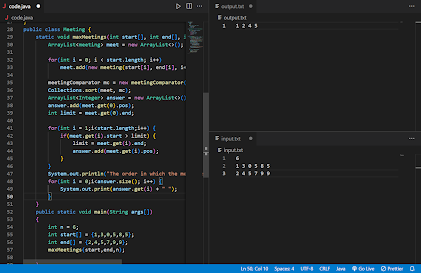 code.java
code.java
28 public class Meeting {
29 static void maxMeetings(int start[], int end[], i
30 ArrayList<meeting> meet = new ArrayList<>();
31
32 for(int i = 0; i < start.length; i++)
33 meet.add(new meeting(start[i], end[i], i+
34
35 meetingComparator mc = new meetingComparator(
36 Collections.sort(meet, mc);
37 ArrayList<Integer> answer = new ArrayList<>()
38 answer.add(meet.get(0).pos);
39 int limit = meet.get(0).end;
40
41 for(int i = 1;i<start.length;i++) {
42 if(meet.get(i).start > limit) {
43 limit = meet.get(i).end;
44 answer.add(meet.get(i).pos);
45 }
46 }
47 System.out.println("The order in which the me
48 for(int i = 0;i<answer.size(); i++) {
49 System.out.print(answer.get(i) + " ");
50 }
51 }
52 public static void main(String args[])
53 {
54 int n = 6;
55 int start[] = {1,3,0,5,8,5};
56 int end[] = {2,4,5,7,9,9};
57 maxMeetings(start,end,n);
output.txt
output.txt
1 1 2 4 5
input.txt
input.txt
1 6
2 1 3 0 5 8 5
3 2 4 5 7 9 9
Ln 50, Col 10 Spaces: 4 UTF-8 CRLF Java Go Live Prettier